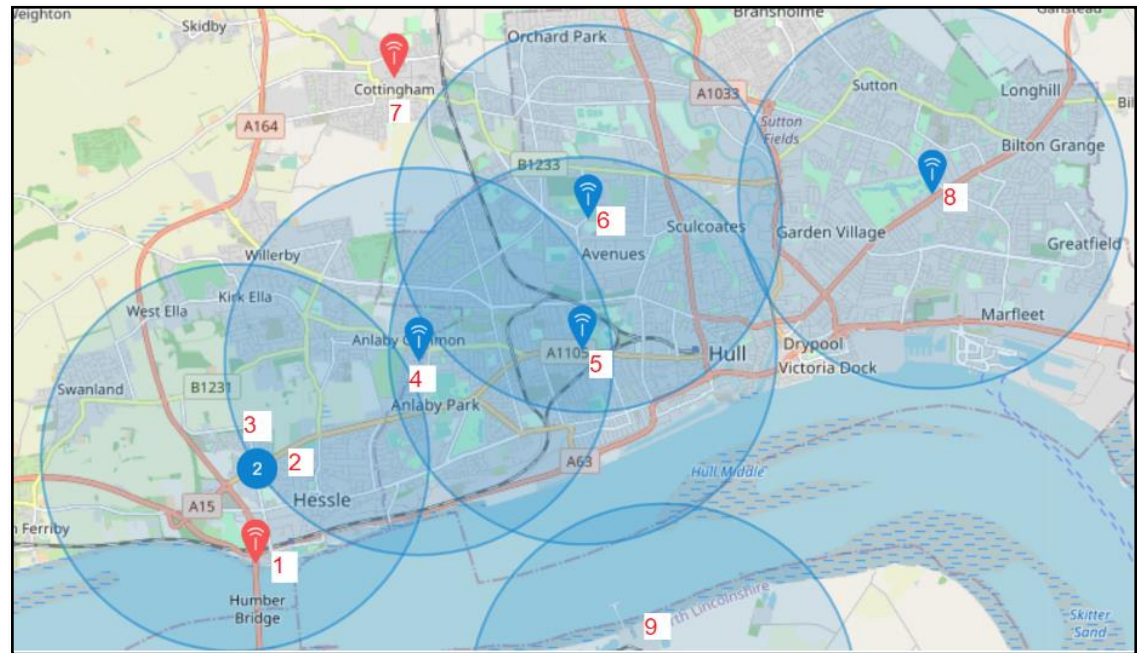 Weighton
Skidby
Orchard Park
Bransholme
Ganstead
Cottingham
7
A1033
Sutton
Longhill
A164
Sutton
Fields
Bil
Bilton Grange
B1233
8
6
Sculcoates
Garden Village
Greatfield
Avenues
Willerby
Kirk Ella
West Ella
Marfleet
Anlaby Common
A1105
Hull
Drypool
5
Victoria Dock
4
Swanland
B1231
Anlaby Park
3
2
2
A63
Hull Middle
Hessle
A15
n Ferriby
1
Humber
Bridge
North Lincolnshire
9
Skitter
Sand